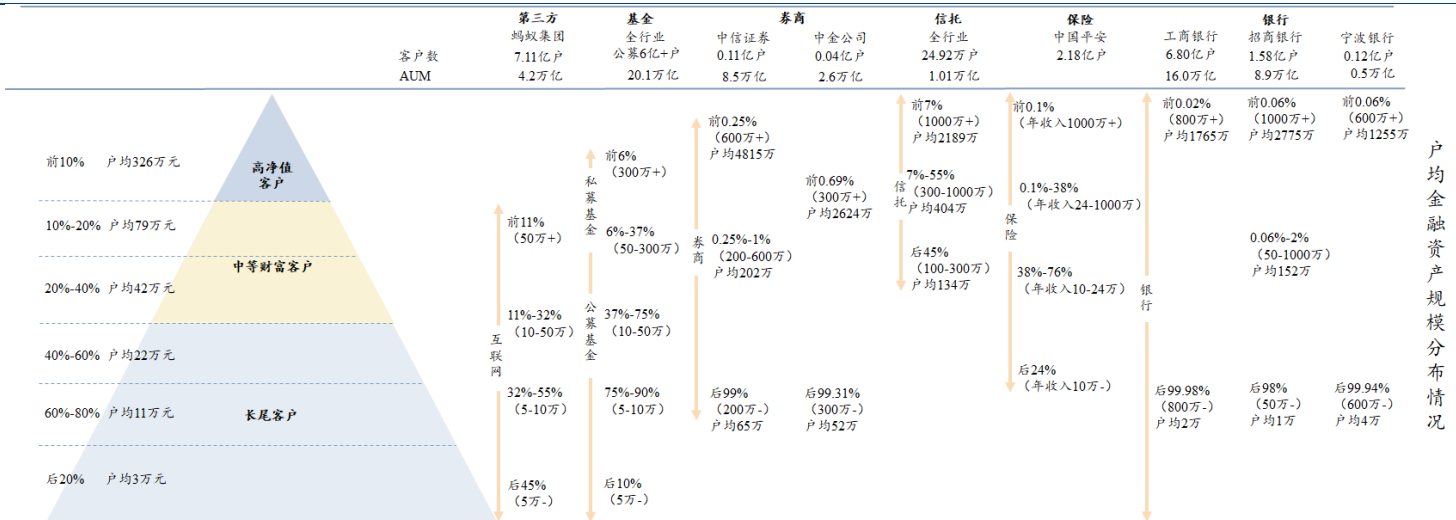 第三方 基金 券商 信托 保险 银行
蚂蚁集团 全行业 中信证券 中金公司 全行业 中国平安 工商银行 招商银行 宁波银行
客户数 7.11亿户 公募6亿+户 0.11亿户 0.04亿户 24.92万户 2.18亿户 6.80亿户 1.58亿户 0.12亿户
AUM 4.2万亿 20.1万亿 8.5万亿 2.6万亿 1.01万亿 16.0万亿 8.9万亿 0.5万亿
前10% 户均326万元
10%-20% 户均79万元
20%-40% 户均42万元
40%-60% 户均22万元
60%-80% 户均11万元
后20% 户均3万元
高净值
客户
中等财富客户
长尾客户
互联网
前11%
（50万+）
11%-32%
（10-50万）
32%-55%
（5-10万）
后45%
（5万-）
私募基金
公募基金
前6%
（300万+）
6%-37%
（50-300万）
37%-75%
（10-50万）
75%-90%
（5-10万）
后10%
（5万-）
券商
前0.25%
（600万+）
户均4815万
0.25%-1%
（200-600万）
户均202万
后99%
（200万-）
户均65万
前0.69%
（300万+）
户均2624万
后99.31%
（300万-）
户均52万
信托
前7%
（1000万+）
户均2189万
7%-55%
（300-1000万）
户均404万
后45%
（100-300万）
户均134万
保险
前0.1%
（年收入1000万+）
0.1%-38%
（年收入24-1000万）
38%-76%
（年收入10-24万）
后24%
（年收入10万-）
银行
前0.02%
（800万+）
户均1765万
后99.98%
（800万-）
户均2万
前0.06%
（1000万+）
户均2775万
0.06%-2%
（50-1000万）
户均152万
后98%
（50万-）
户均1万
前0.06%
（600万+）
户均1255万
后99.94%
（600万-）
户均4万
户均金融资产规模分布情况